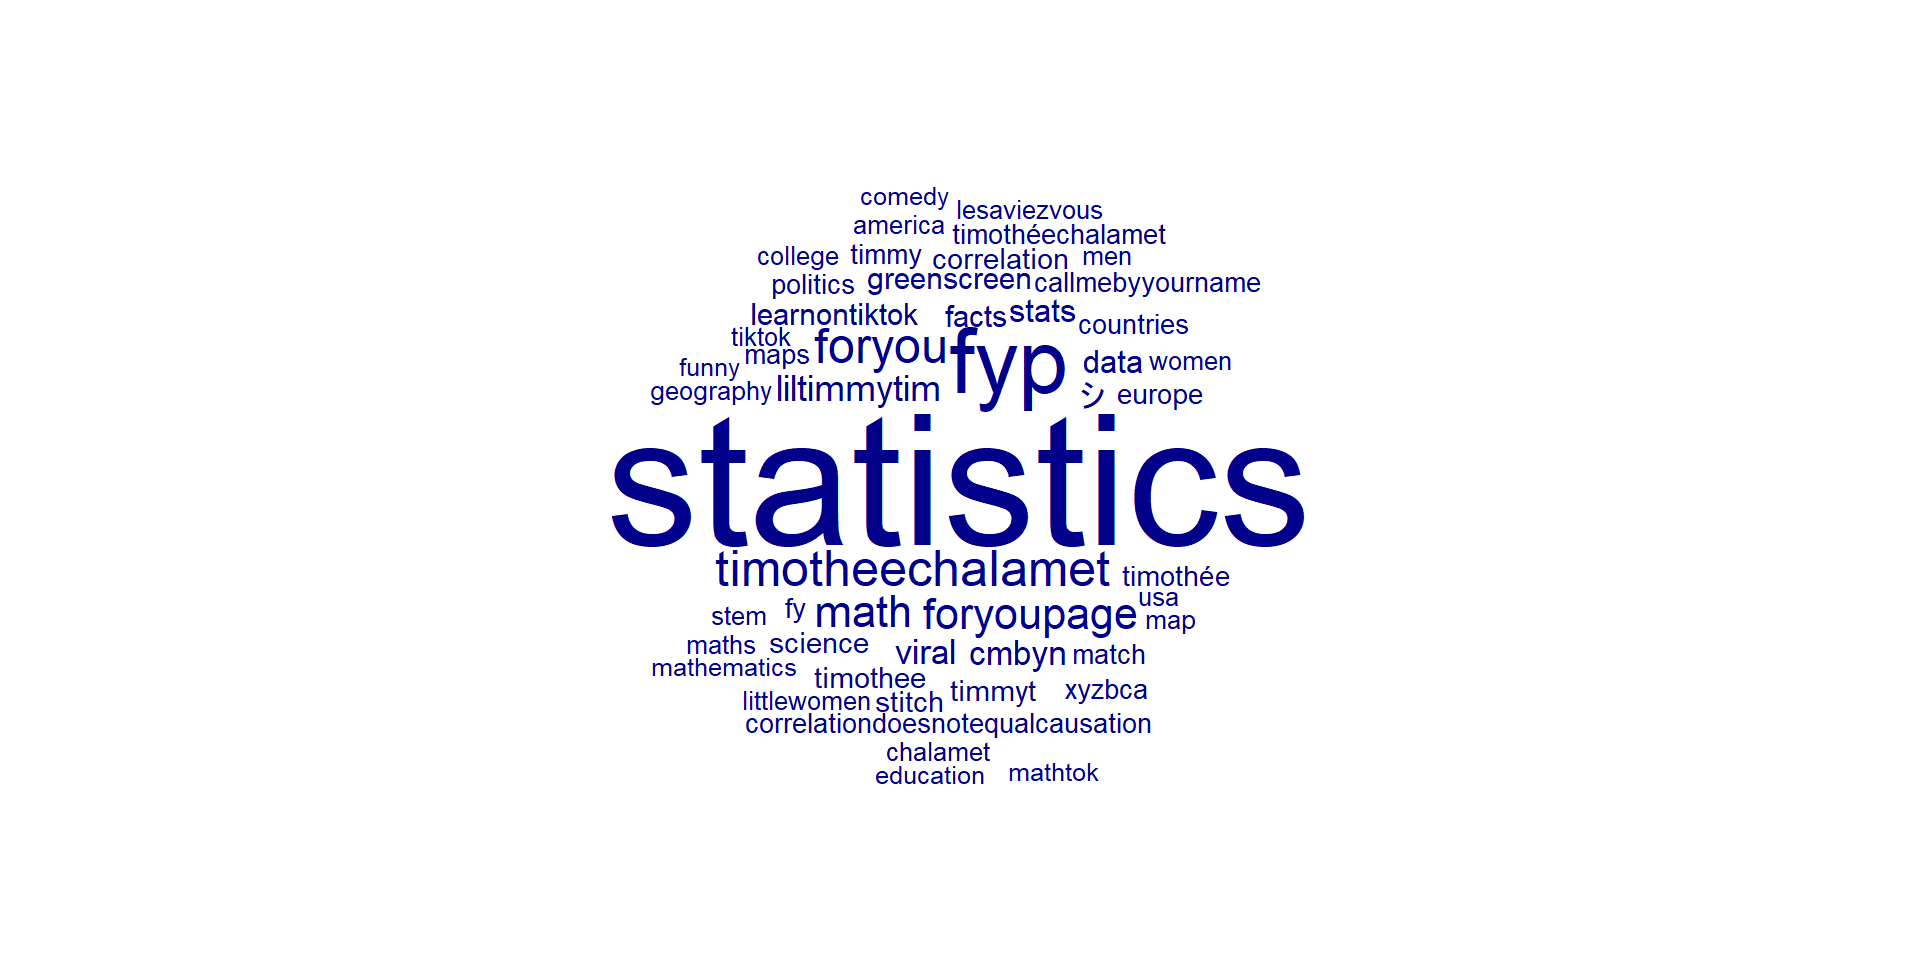 comedy
lesaviezvous
america
timothéechalamet
college timmy correlation men
politics greenscreen callmebyyourname
learnontiktok facts stats
countries
tiktok
foryou fyp
maps
data women
funny
geography liltimmytim
シ europe
statistics
timotheechalamet timothée
usa
stem fy math foryoupage map
maths science viral cmbyn match
mathematics
timothee timmyt xyzbca
littlewomen stitch
correlationdoesnotequalcausation
chalamet
education mathtok